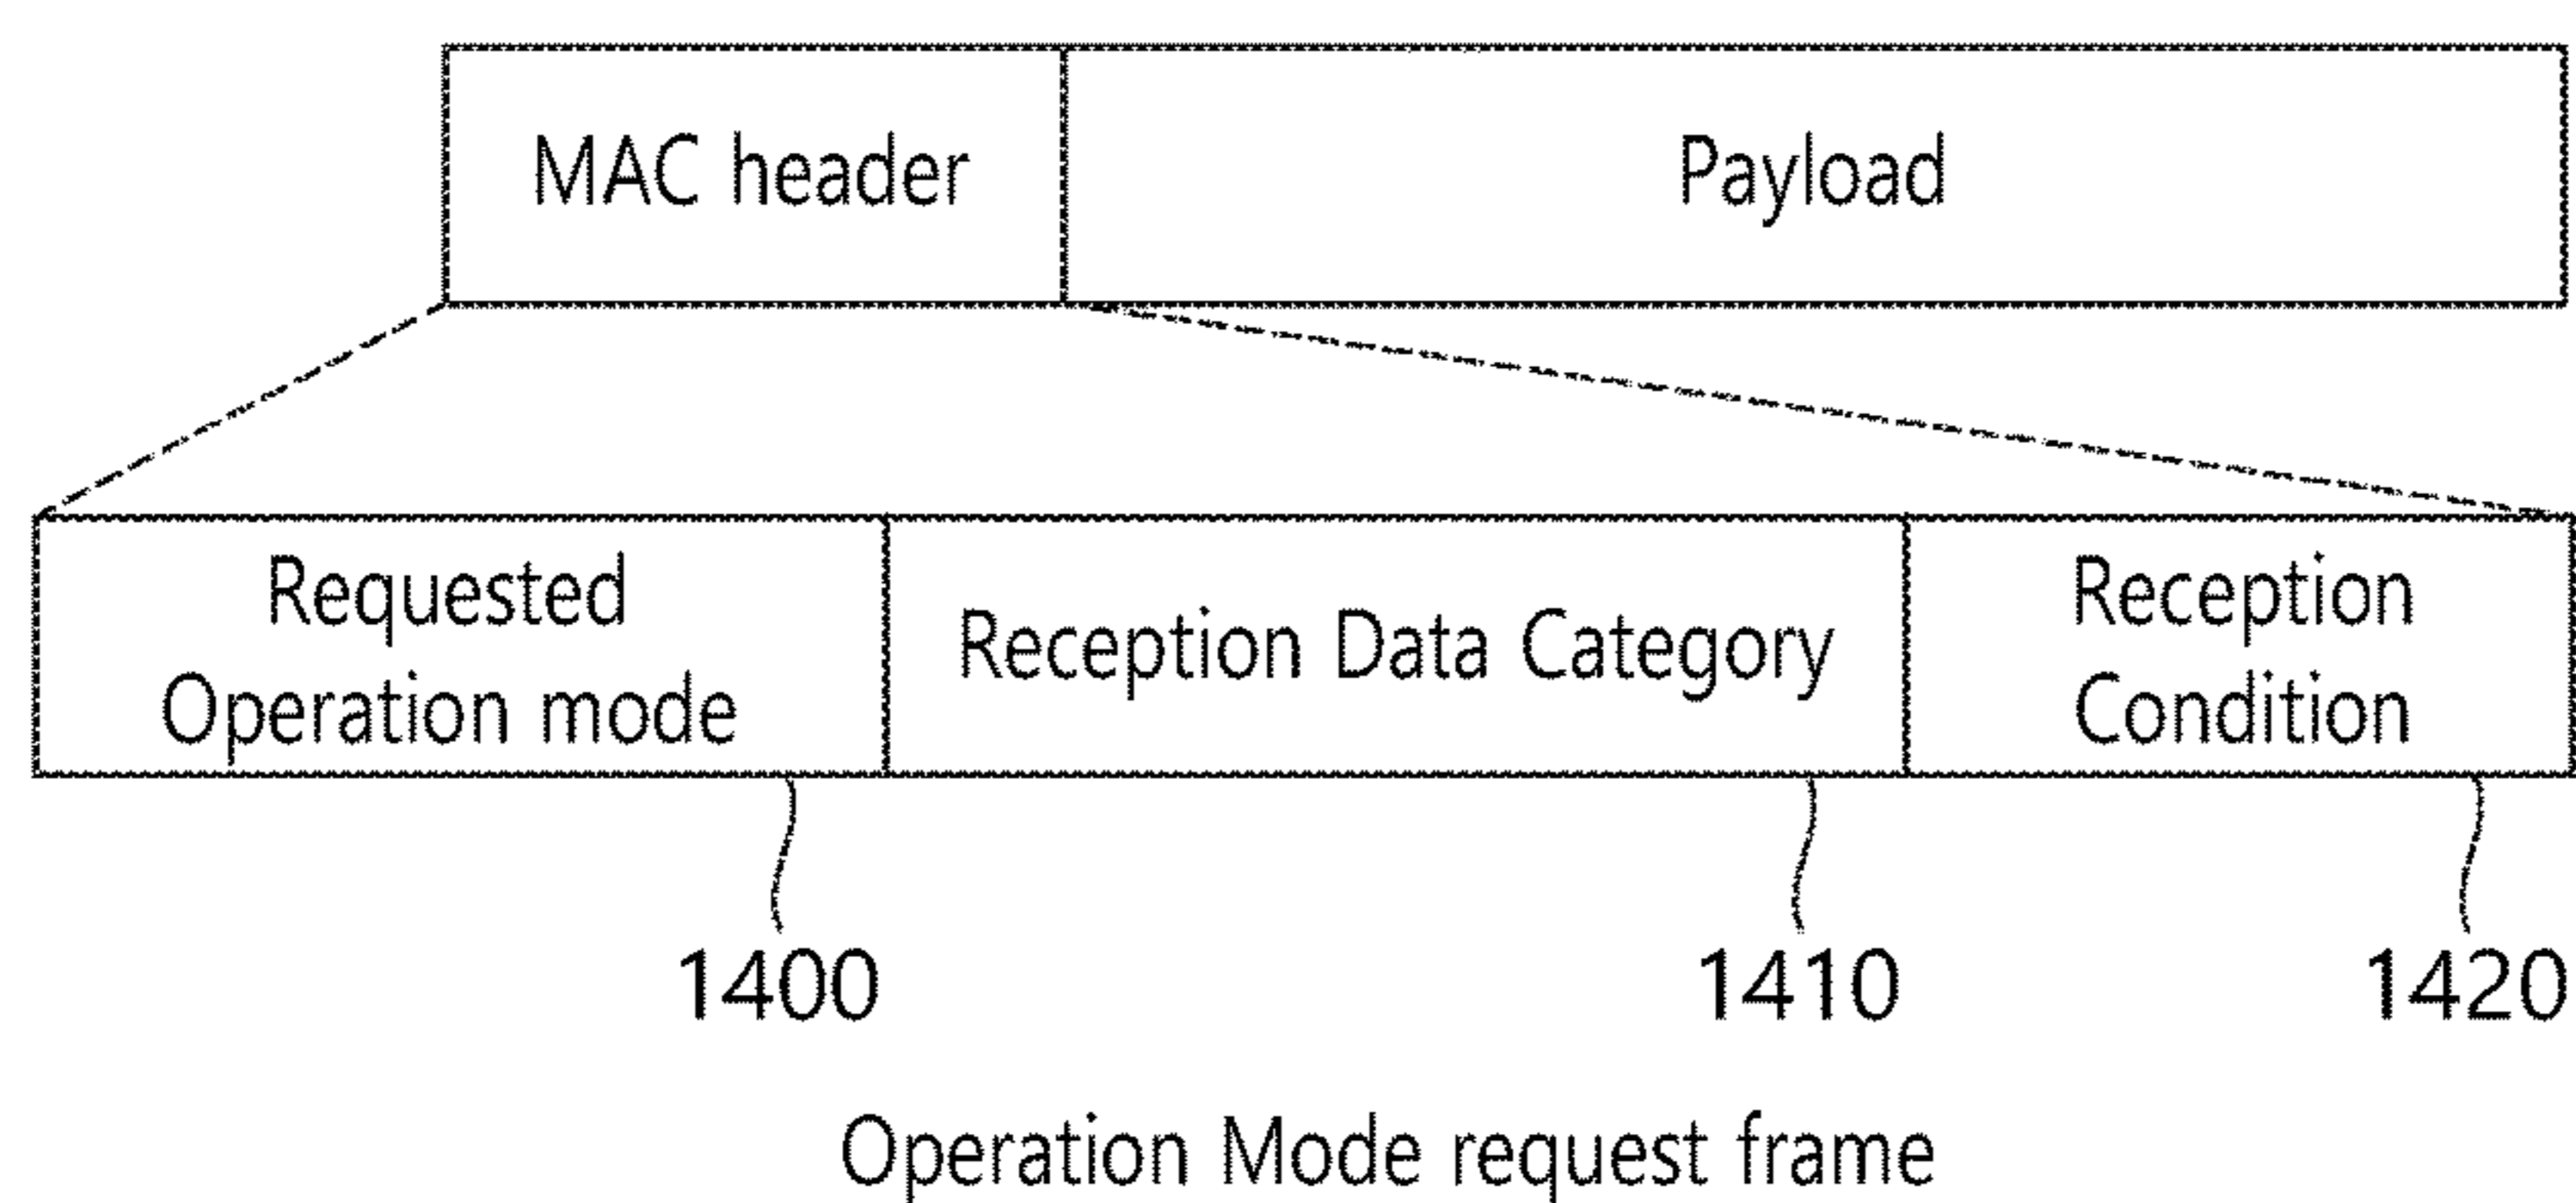 MAC header
Payload
Requested
Operation mode
Reception Data Category
Reception
Condition
1400
1410
1420
Operation Mode request frame